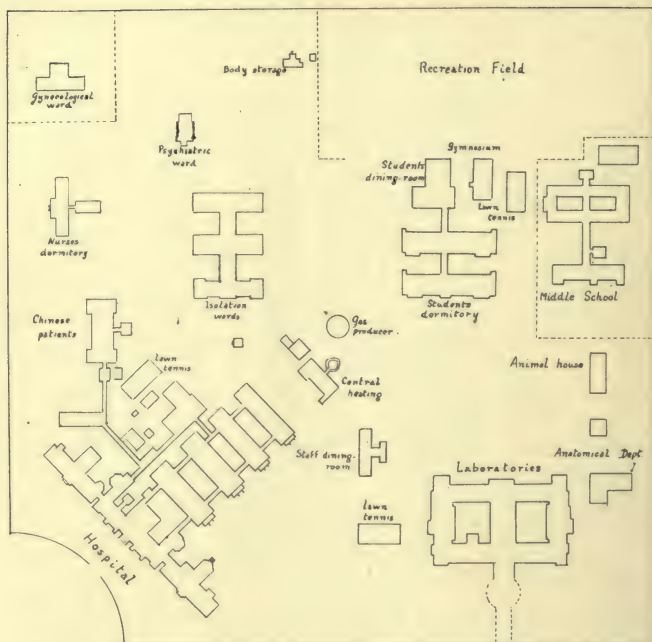 Body storage
Recreation Field
Gynecological
ward
Psychiatric
ward
Gymnasium
Students
dining-room
lawn
tennis
Nurses
dormitory
Isolation
wards
Students
dormitory
Middle School
Chinese
patients
Gas
producer
lawn
tennis
Central
heating
Animal house
Staff dining-
room
Laboratories
Anatomical Dept
lawn
tennis
Hospital